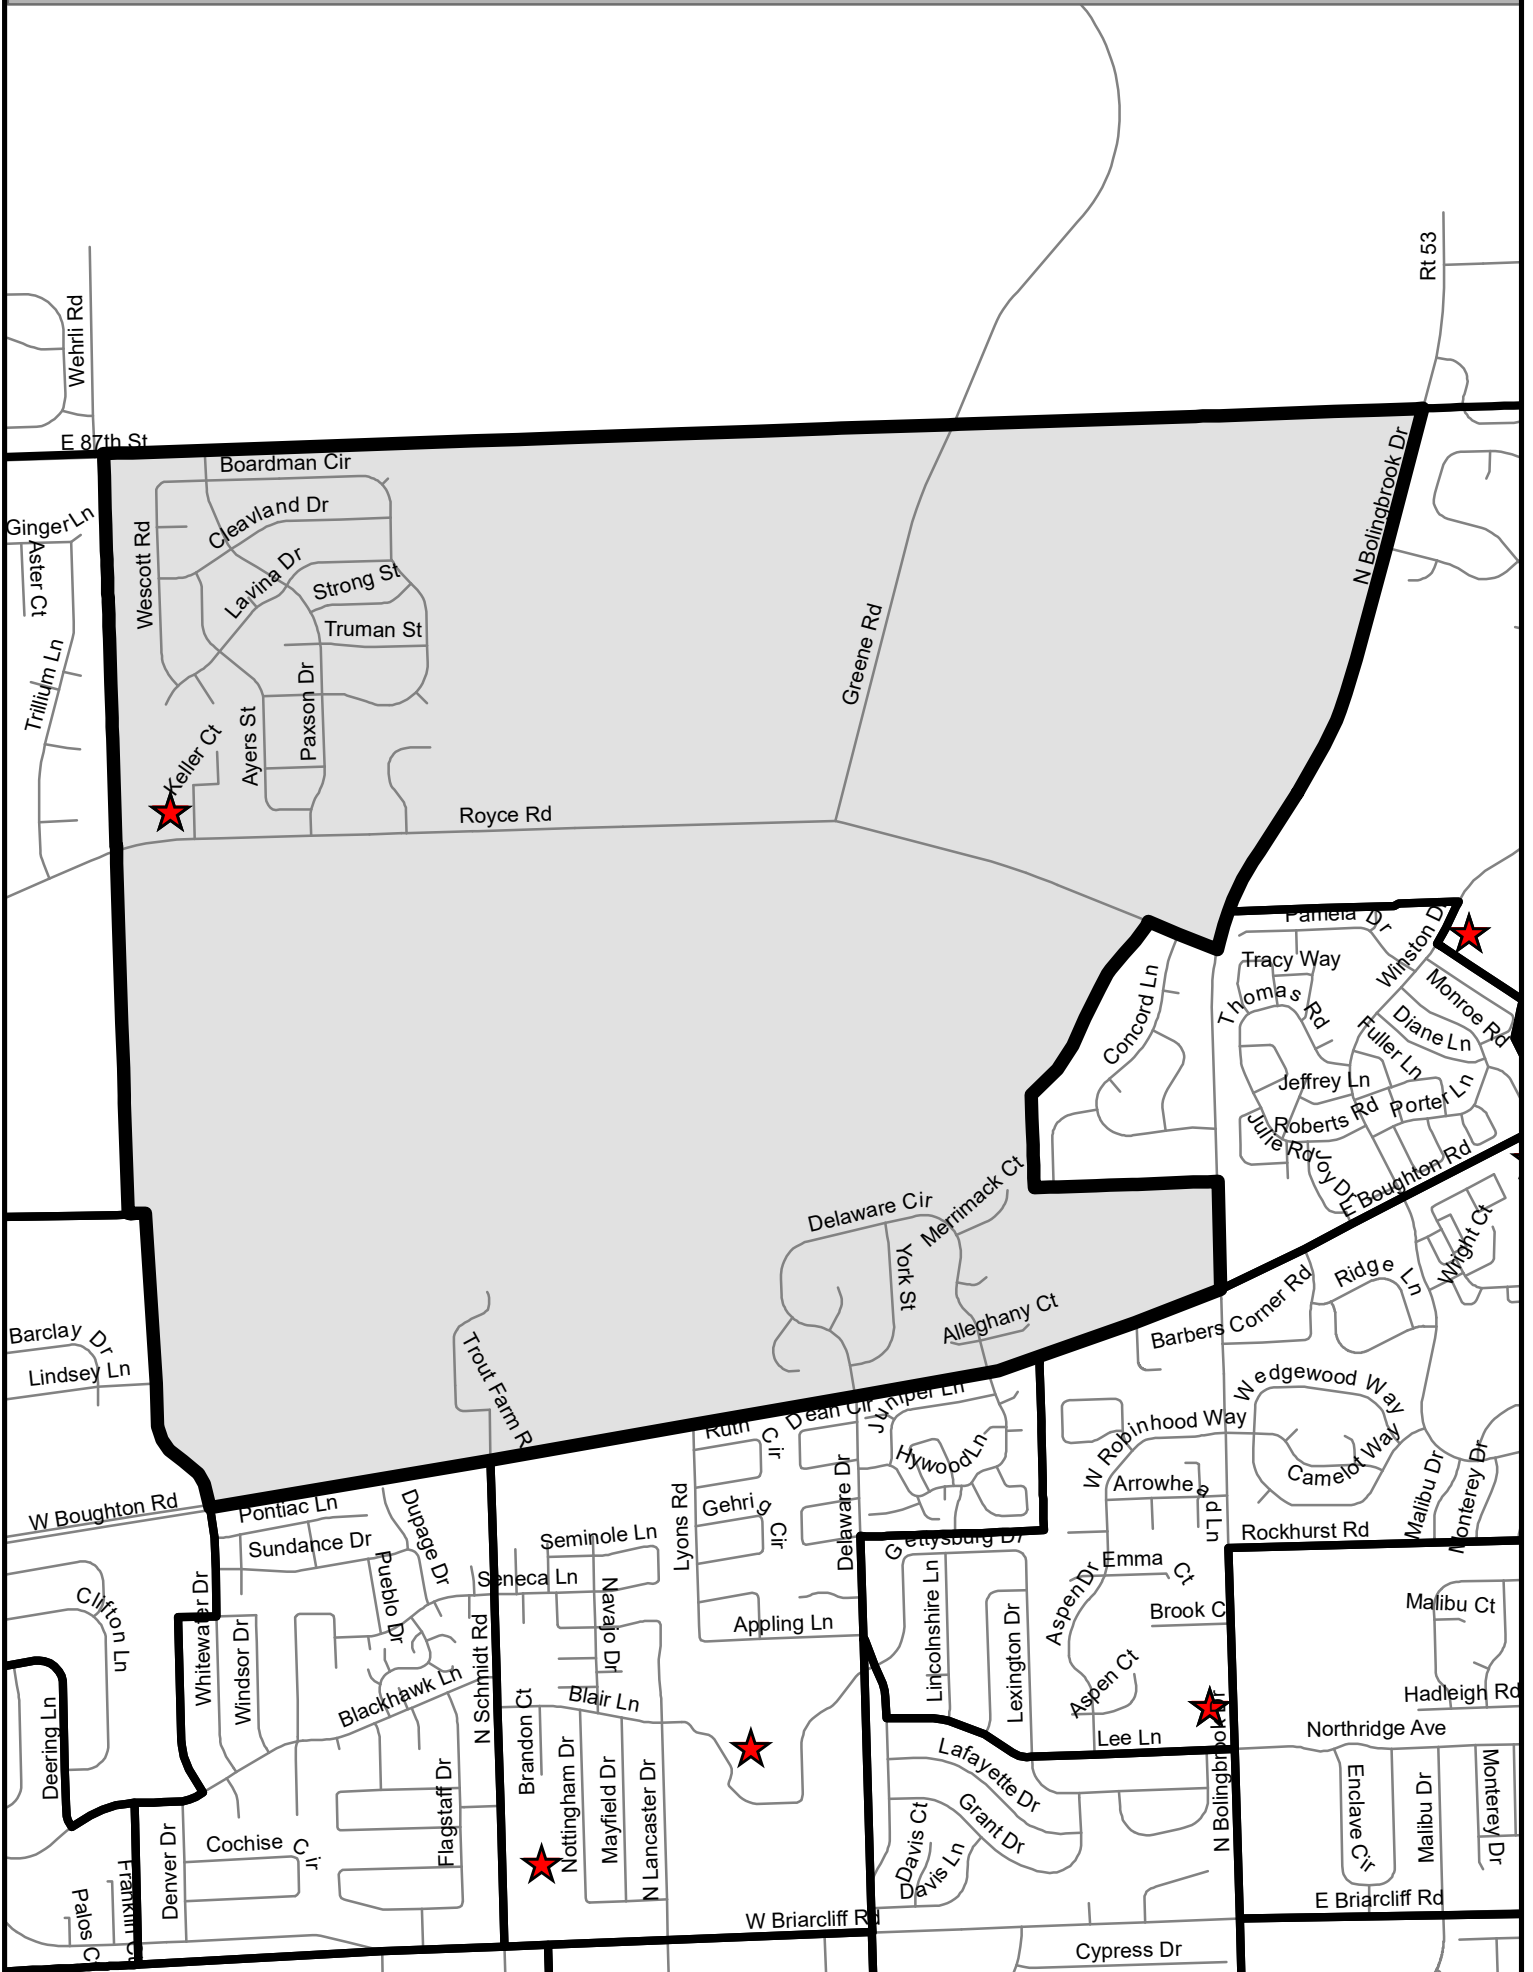 Rt 53
Wehrli Rd
E 87th St
Boardman Cir
N Bolingbrook Dr
Ginger Ln
Cleavland Dr
Wescott Rd
Aster Ct
Lavina Dr
Strong St
Truman St
Greene Rd
Trillium Ln
Paxson Dr
Ayers St
Keller Ct
Royce Rd
Pamela Dr
Winston Dr
Tracy Way
Concord Ln
Thomas Rd
Monroe Rd
Diane Ln
Fuller Ln
Jeffrey Ln
Porter Ln
Roberts Rd
Julie Rd
Joy Dr
E Boughton Rd
Merrimack Ct
Delaware Cir
York St
Wright Ct
Ridge Ln
Barbers Corner Rd
Alleghany Ct
Barclay Dr
Lindsey Ln
Trout Farm R
Juniper Ln
Dean Cir
Ruth Cir
Wedgewood Way
W Robinhood Way
Camelot Way
Hywood Ln
Malibu Dr
Monterey Dr
Arrowhead Ln
W Boughton Rd
Pontiac Ln
Dupage Dr
Gehrig Cir
Lyons Rd
Delaware Dr
Rockhurst Rd
Sundance Dr
Seminole Ln
Gettysburg Dr
Emma Ct
Pueblo Dr
Seneca Ln
Navajo Dr
Clifton Ln
Whitewater Dr
Windsor Dr
N Schmidt Rd
Appling Ln
Lincolnshire Ln
Lexington Dr
Aspen Dr
Brook C
Malibu Ct
Aspen Ct
Blackhawk Ln
Blair Ln
Brandon Ct
Hadleigh Rd
Northridge Ave
Lee Ln
N Bolingbrook Dr
Deering Ln
Nottingham Dr
Mayfield Dr
N Lancaster Dr
Lafayette Dr
Grant Dr
Davis Ct
Davis Ln
Enclave Cir
Malibu Dr
Monterey Dr
Flagstaff Dr
Cochise Cir
Denver Dr
Franklin Ct
Palos C
W Briarcliff Rd
E Briarcliff Rd
Cypress Dr